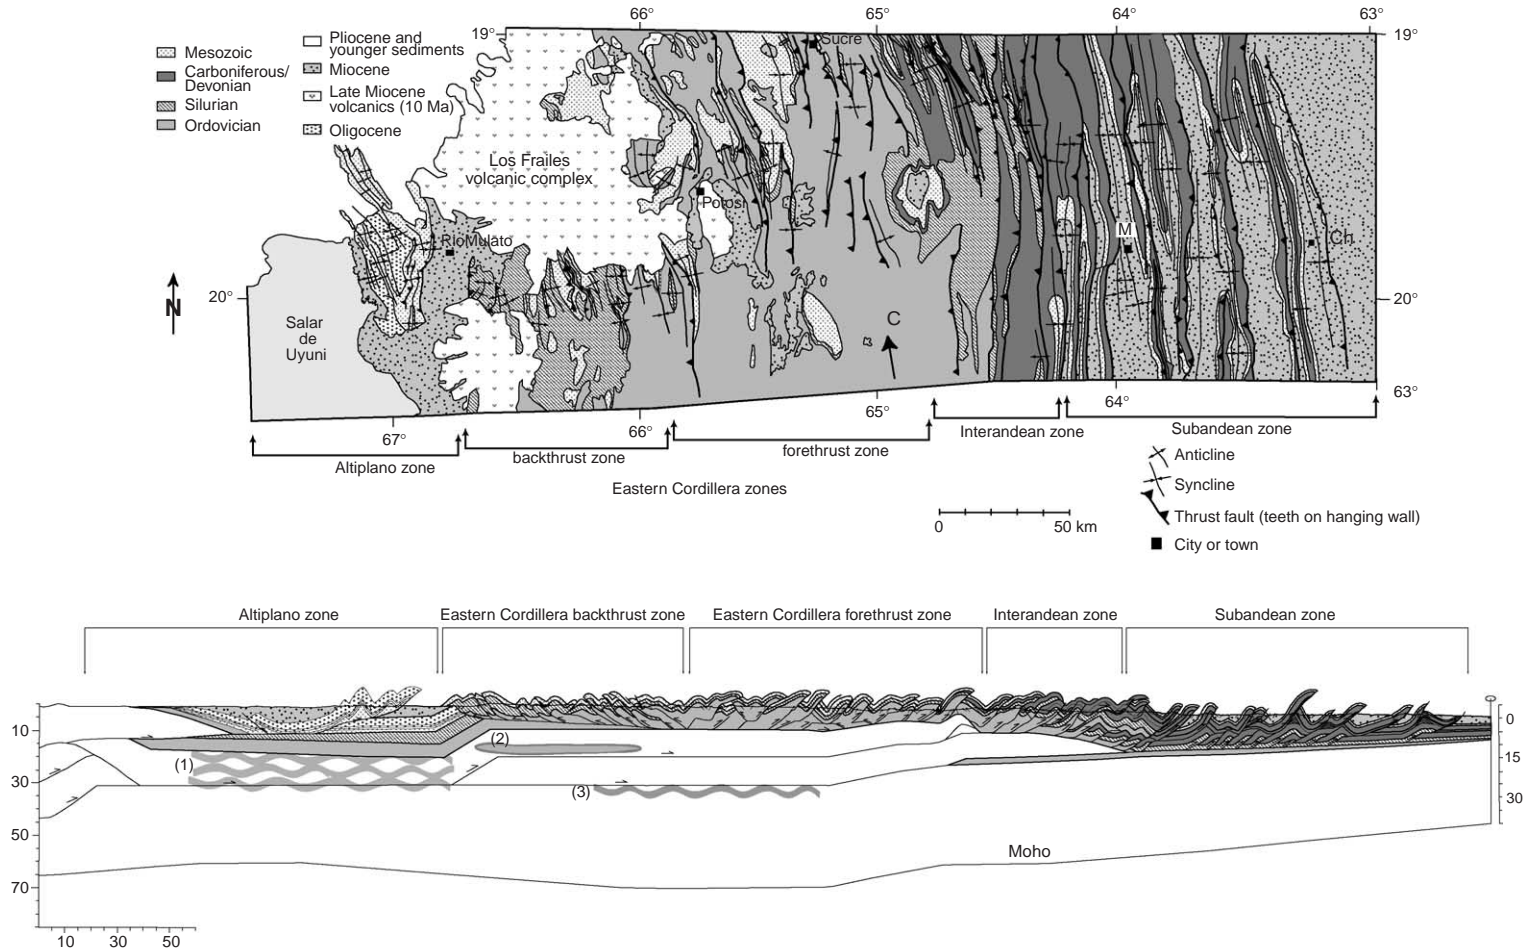 66°
65°
64°
63°
19°
19°
Mesozoic
Carboniferous/
Devonian
Silurian
Ordovician
Pliocene and
younger sediments
Miocene
Late Miocene
volcanics (10 Ma)
Oligocene
Sucre
Los Frailes
volcanic complex
Potosi
RioMulato
M
Ch
N
20°
20°
Salar
de
Uyuni
C
67°
66°
65°
64°
63°
Altiplano zone
backthrust zone
forethrust zone
Interandean zone
Subandean zone
Eastern Cordillera zones
0 50 km
Anticline
Syncline
Thrust fault (teeth on hanging wall)
City or town
Altiplano zone
Eastern Cordillera backthrust zone
Eastern Cordillera forethrust zone
Interandean zone
Subandean zone
10
30
50
70
(1)
(2)
(3)
Moho
0
15
30
10 30 50